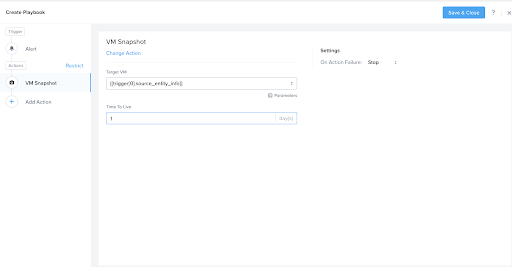 Create Playbook
Save & Close
?
×
Trigger
Alert
Actions
Restrict
VM Snapshot
Add Action
VM Snapshot
Change Action
Target VM
{{trigger[0].source_entity_info}}
Parameters
Time To Live
1
day(s)
Settings
On Action Failure:
Stop